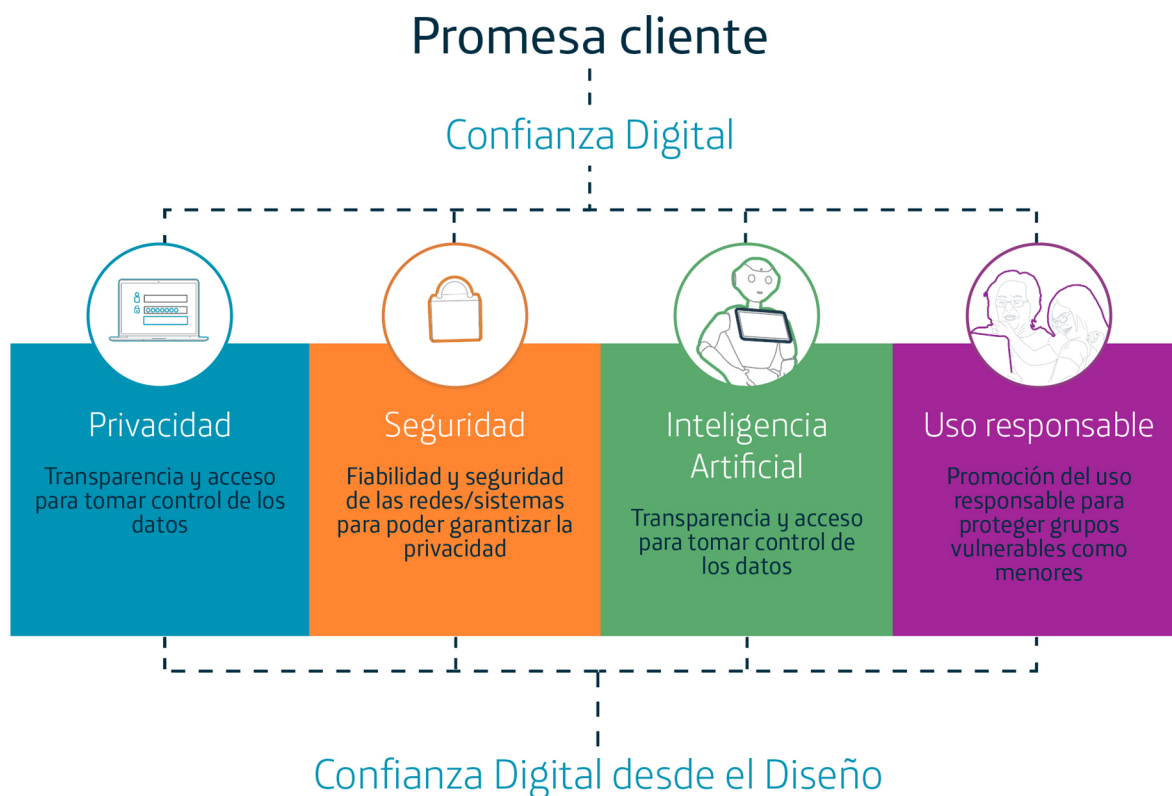 Promesa cliente
Confianza Digital
Privacidad
Transparencia y acceso
para tomar control de los
datos
Seguridad
Fiabilidad y seguridad
de las redes/sistemas
para poder garantizar la
privacidad
Inteligencia
Artificial
Transparencia y acceso
para tomar control de
los datos
Uso responsable
Promoción del uso
responsable para
proteger grupos
vulnerables como
menores
Confianza Digital desde el Diseño